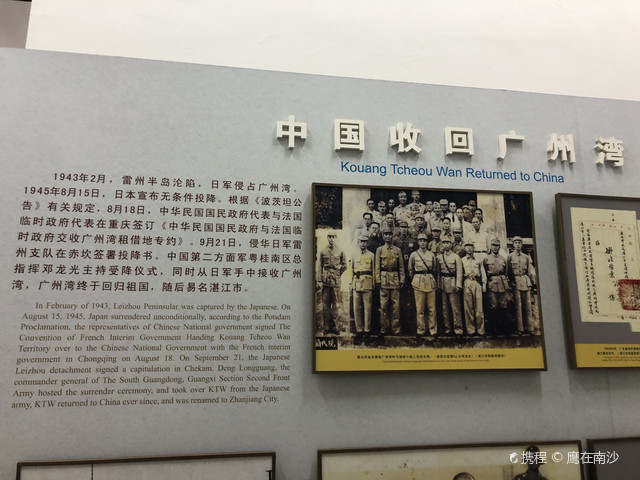 中国收回广州湾
Kouang Tcheou Wan Returned to China
1943年2月，雷州半岛沦陷，日军侵占广州湾。
1945年8月15日，日本宣布无条件投降。根据《波茨坦公
告》有关规定，8月18日，中华民国国民政府代表与法国
临时政府代表在重庆签订《中华民国国民政府与法国临
时政府交收广州湾租借地专约》。9月21日，侵华日军雷
州支队在赤坎签署投降书。中国第二方面军粤桂南区总
指挥邓龙光主持受降仪式，同时从日军手中接收广州
湾，广州湾终于回归祖国，随后易名湛江市。
In February of 1943, Leizhou Peninsular was captured by the Japanese. On
August 15, 1945, Japan surrendered unconditionally, according to the Potsdam
Proclamation, the representatives of Chinese National government signed The
Convention of French Interim Government Handing Kouang Tcheou Wan
Territory over to the Chinese National Government with the French interim
government in Chongqing on August 18. On September 21, the Japanese
Leizhou detachment signed a capitulation in Chekam. Deng Longguang, the
commander general of The South Guangdong, Guangxi Section Second Front
Army hosted the surrender ceremony, and took over KTW from the Japanese
army, KTW returned to China ever since, and was renamed to Zhanjiang City.
携程 © 鹰在南沙